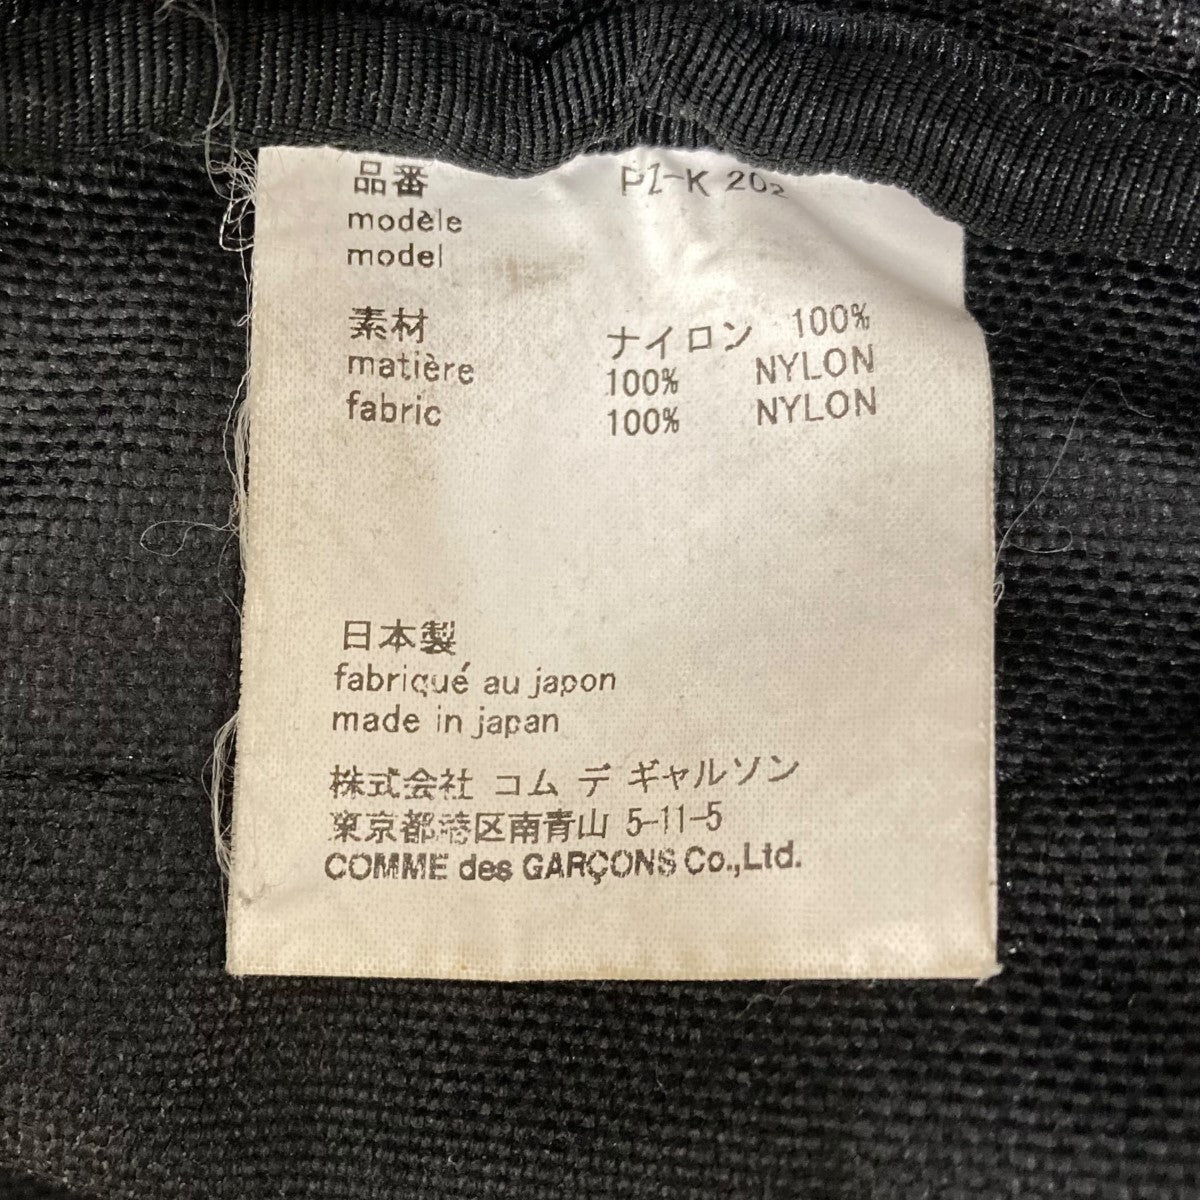 品番 PZ-K 202
modèle
model
素材 ナイロン 100%
matière 100% NYLON
fabric 100% NYLON
日本製
fabriqué au japon
made in japan
株式会社 コム デ ギャルソン
東京都港区南青山 5-11-5
COMME des GARÇONS Co.,Ltd.